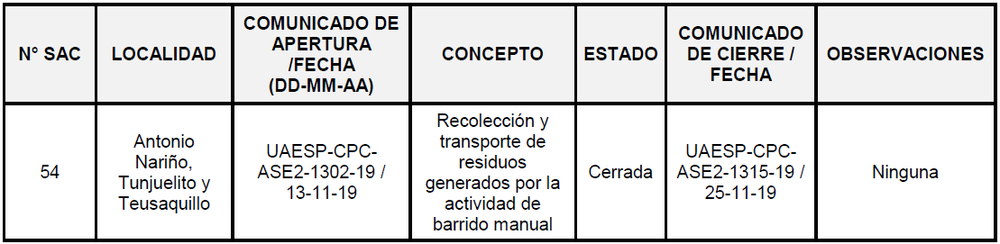 N° SAC
LOCALIDAD
COMUNICADO DE
APERTURA
/FECHA
(DD-MM-AA)
CONCEPTO
ESTADO
COMUNICADO
DE CIERRE /
FECHA
OBSERVACIONES
54
Antonio
Nariño,
Tunjuelito y
Teusaquillo
UAESP-CPC-
ASE2-1302-19 /
13-11-19
Recolección y
transporte de
residuos
generados por la
actividad de
barrido manual
Cerrada
UAESP-CPC-
ASE2-1315-19 /
25-11-19
Ninguna